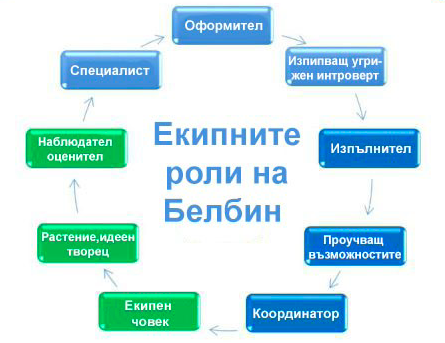 Оформител
Изпипващ угри-
жен интроверт
Изпълнител
Проучващ
възможностите
Координатор
Екипен
човек
Растение,идеен
творец
Наблюдател
оценител
Специалист
Екипните
роли на
Белбин